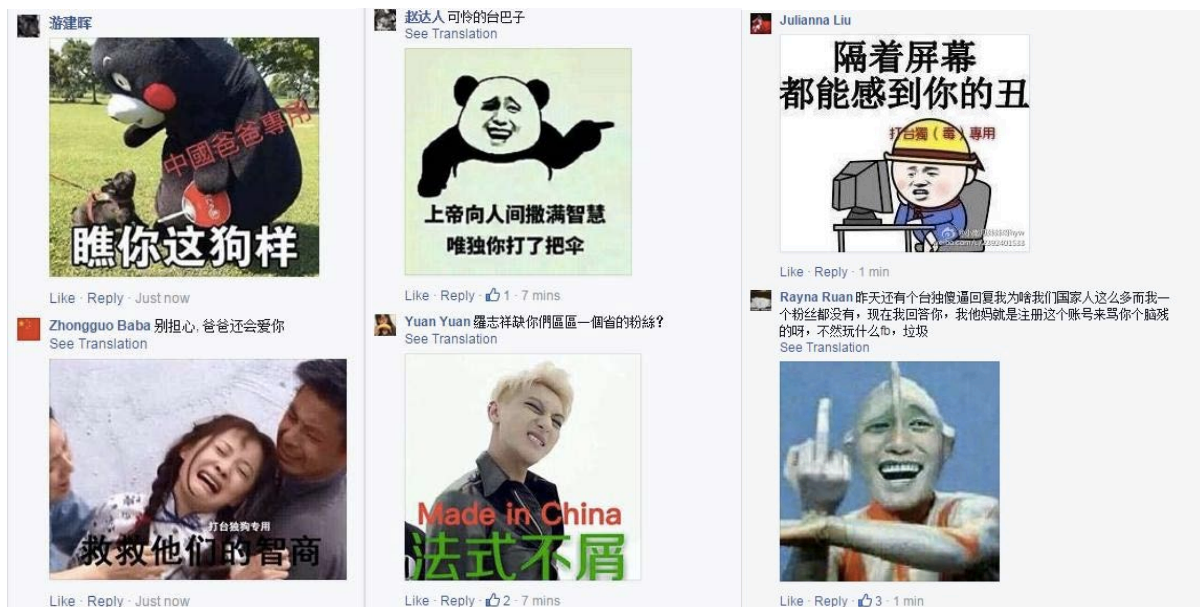 游建晖
中國爸爸專用
瞧你这狗样
Like · Reply · Just now
Zhongguo Baba 别担心, 爸爸还会爱你
See Translation
打台独狗专用
救救他们的智商
Like · Reply · Just now
赵达人 可怜的台巴子
See Translation
上帝向人间撒满智慧
唯独你打了把伞
Like · Reply · 1 · 7 mins
Yuan Yuan 羅志祥缺你們區區一個省的粉絲?
See Translation
Made in China
法式不屑
Like · Reply · 2 · 7 mins
Julianna Liu
隔着屏幕
都能感到你的丑
打台獨（毒）專用
Like · Reply · 1 min
Rayna Ruan 昨天还有个台独傻逼回复我为啥我们国家人这么多而我一
个粉丝都没有，现在我回答你，我他妈就是注册这个账号来骂你个脑残
的呀，不然玩什么fb，垃圾
See Translation
Like · Reply · 3 · 1 min